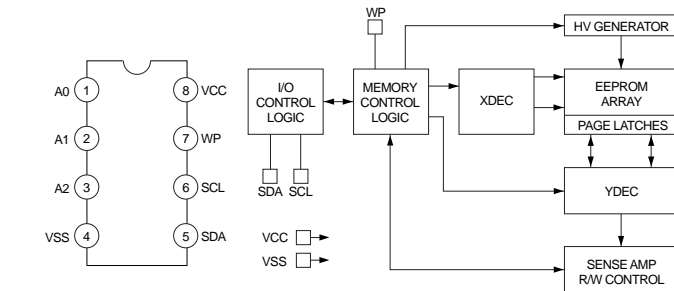 A0 1 8 VCC
A1 2 7 WP
A2 3 6 SCL
VSS 4 5 SDA
WP
HV GENERATOR
I/O
CONTROL
LOGIC
MEMORY
CONTROL
LOGIC
XDEC
EEPROM
ARRAY
PAGE LATCHES
SDA SCL
YDEC
VCC
VSS
SENSE AMP
R/W CONTROL